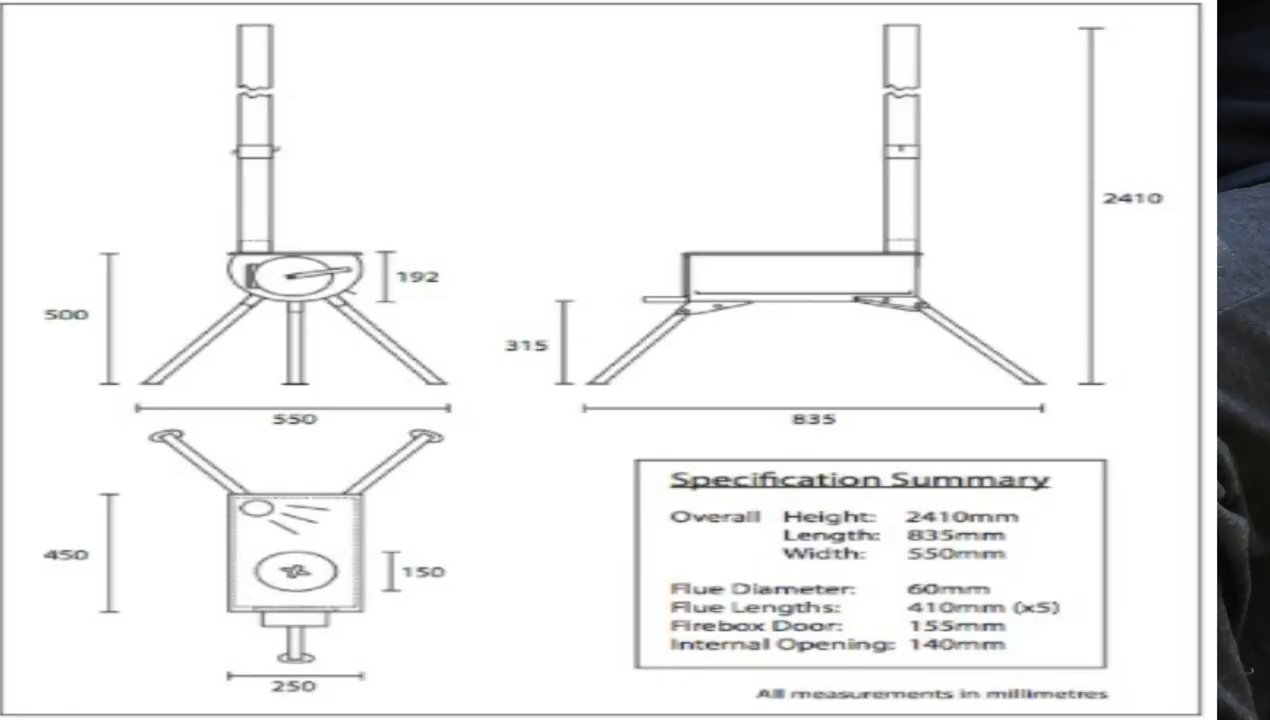 2410
192
500
315
550
835
Specification Summary
Overall Height: 2410mm
Length: 835mm
Width: 550mm
450
150
Flue Diameter: 60mm
Flue Lengths: 410mm (x5)
Firebox Door: 155mm
Internal Opening: 140mm
250
All measurements in millimetres